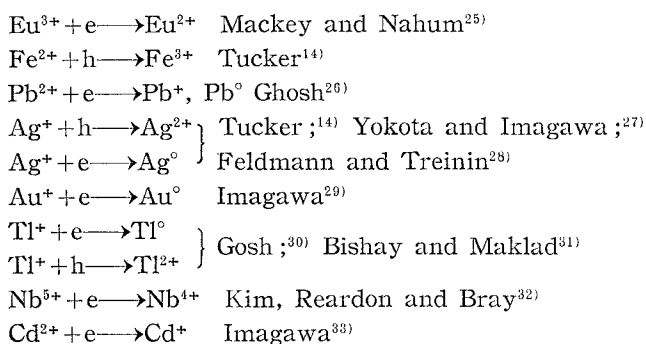 Eu³⁺+e⟶Eu²⁺ Mackey and Nahum²⁵⁾
Fe²⁺+h⟶Fe³⁺ Tucker¹⁴⁾
Pb²⁺+e⟶Pb⁺, Pb° Ghosh²⁶⁾
Ag⁺+h⟶Ag²⁺ } Tucker ;¹⁴⁾ Yokota and Imagawa ;²⁷⁾
Ag⁺+e⟶Ag° } Feldmann and Treinin²⁸⁾
Au⁺+e⟶Au° Imagawa²⁹⁾
Tl⁺+e⟶Tl° } Gosh ;³⁰⁾ Bishay and Maklad³¹⁾
Tl⁺+h⟶Tl²⁺
Nb⁵⁺+e⟶Nb⁴⁺ Kim, Reardon and Bray³²⁾
Cd²⁺+e⟶Cd⁺ Imagawa³³⁾